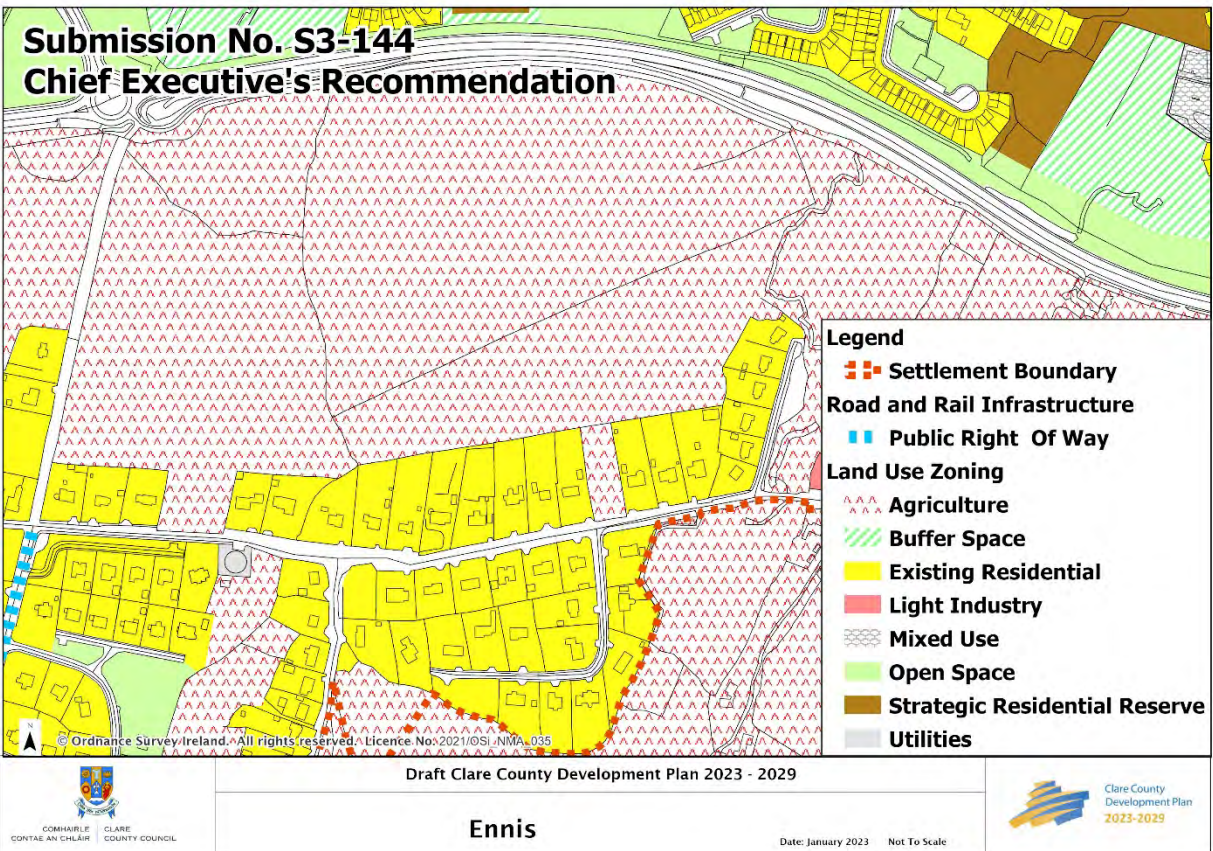 Submission No. S3-144
Chief Executive's Recommendation
Legend
Settlement Boundary
Road and Rail Infrastructure
Public Right Of Way
Land Use Zoning
Agriculture
Buffer Space
Existing Residential
Light Industry
Mixed Use
Open Space
Strategic Residential Reserve
Utilities
N
© Ordnance Survey Ireland. All rights reserved. Licence No. 2021/OSi_NMA_035
Draft Clare County Development Plan 2023 - 2029
Ennis
Date: January 2023 Not To Scale
COMHAIRLE CLARE
CONTAE AN CHLÁIR COUNTY COUNCIL
Clare County
Development Plan
2023-2029